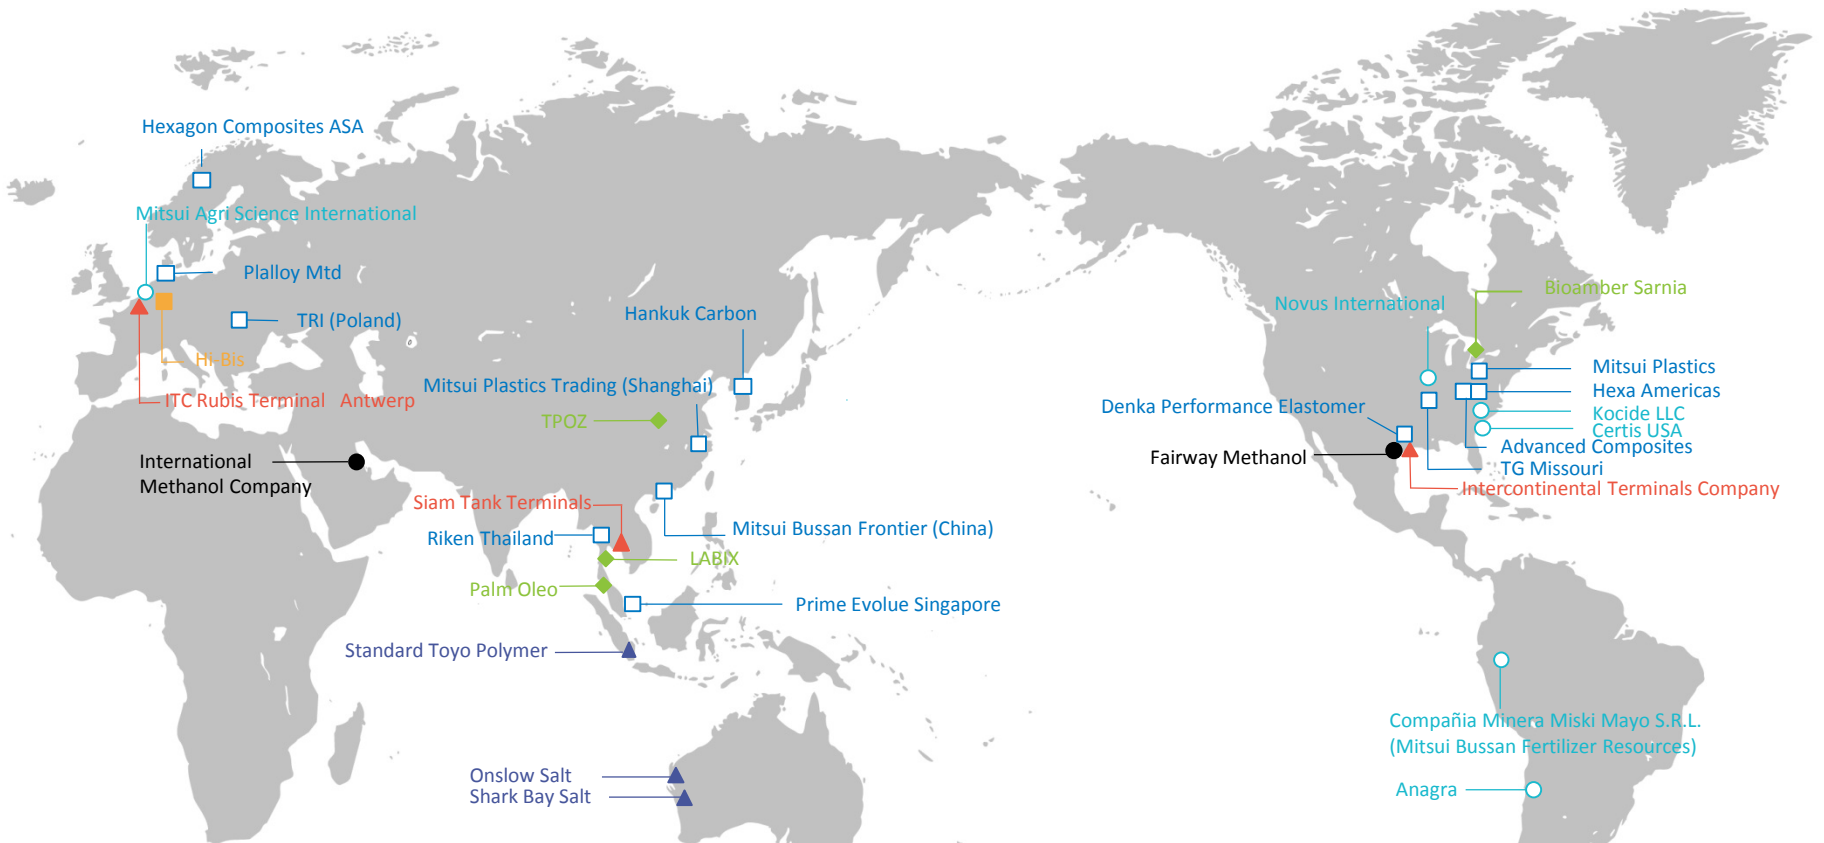 Hexagon Composites ASA
Mitsui Agri Science International
Plalloy Mtd
TRI (Poland)
Hi-Bis
ITC Rubis Terminal Antwerp
International
Methanol Company
Hankuk Carbon
Mitsui Plastics Trading (Shanghai)
TPOZ
Siam Tank Terminals
Riken Thailand
Mitsui Bussan Frontier (China)
LABIX
Palm Oleo
Prime Evolue Singapore
Standard Toyo Polymer
Onslow Salt
Shark Bay Salt
Bioamber Sarnia
Novus International
Mitsui Plastics
Hexa Americas
Denka Performance Elastomer
Kocide LLC
Certis USA
Advanced Composites
Fairway Methanol
TG Missouri
Intercontinental Terminals Company
Compañia Minera Miski Mayo S.R.L.
(Mitsui Bussan Fertilizer Resources)
Anagra